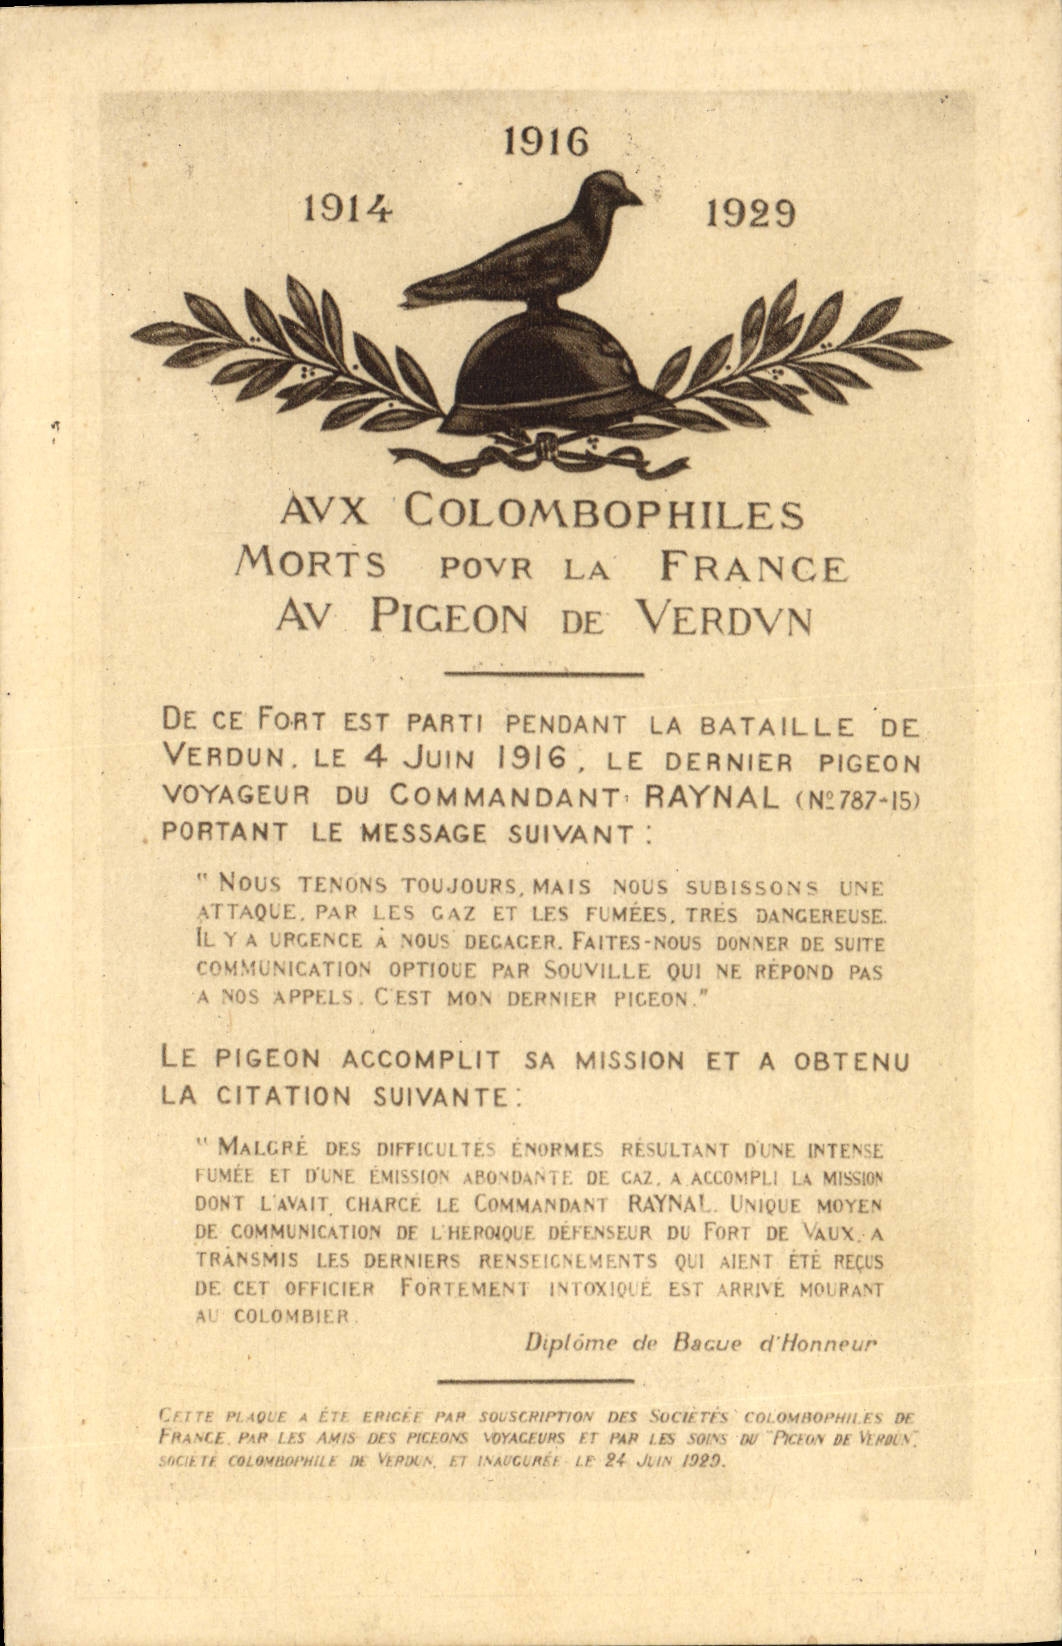 1916
1914 1929
AVX COLOMBOPHILES
MORTS POVR LA FRANCE
AV PIGEON DE VERDVN
DE CE FORT EST PARTI PENDANT LA BATAILLE DE
VERDUN, LE 4 JUIN 1916, LE DERNIER PIGEON
VOYAGEUR DU COMMANDANT RAYNAL (Nº 787-15)
PORTANT LE MESSAGE SUIVANT :
"NOUS TENONS TOUJOURS, MAIS NOUS SUBISSONS UNE
ATTAQUE, PAR LES GAZ ET LES FUMÉES, TRÉS DANGEREUSE.
IL Y A URGENCE À NOUS DEGAGER. FAITES-NOUS DONNER DE SUITE
COMMUNICATION OPTIQUE PAR SOUVILLE QUI NE RÉPOND PAS
A NOS APPELS. C'EST MON DERNIER PIGEON."
LE PIGEON ACCOMPLIT SA MISSION ET A OBTENU
LA CITATION SUIVANTE :
"MALGRÉ DES DIFFICULTÉS ÉNORMES RÉSULTANT D'UNE INTENSE
FUMÉE ET D'UNE ÉMISSION ABONDANTE DE GAZ, A ACCOMPLI LA MISSION
DONT L'AVAIT CHARGÉ LE COMMANDANT RAYNAL. UNIQUE MOYEN
DE COMMUNICATION DE L'HEROIQUE DÉFENSEUR DU FORT DE VAUX, A
TRANSMIS LES DERNIERS RENSEIGNEMENTS QUI AIENT ÉTÉ REÇUS
DE CET OFFICIER FORTEMENT INTOXIQUÉ EST ARRIVÉ MOURANT
AU COLOMBIER.
Diplôme de Bague d'Honneur
CETTE PLAQUE A ÉTÉ ERIGÉE PAR SOUSCRIPTION DES SOCIÉTÉS COLOMBOPHILES DE
FRANCE, PAR LES AMIS DES PIGEONS VOYAGEURS ET PAR LES SOINS DU "PIGEON DE VERDUN",
SOCIÉTÉ COLOMBOPHILE DE VERDUN, ET INAUGURÉE LE 24 JUIN 1929.